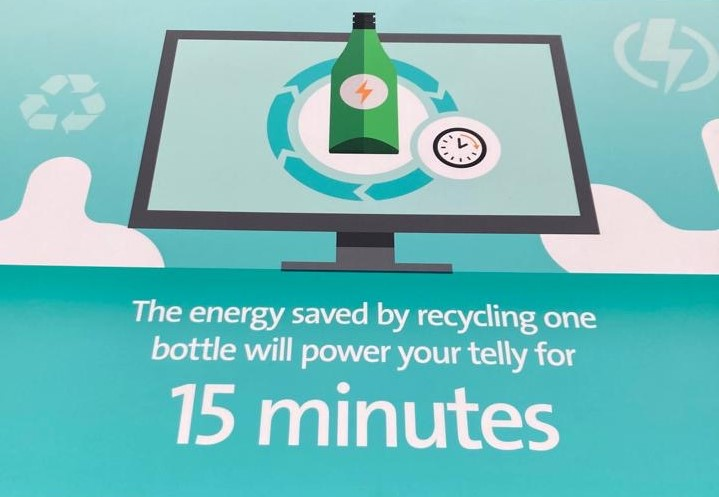 The energy saved by recycling one
bottle will power your telly for
15 minutes